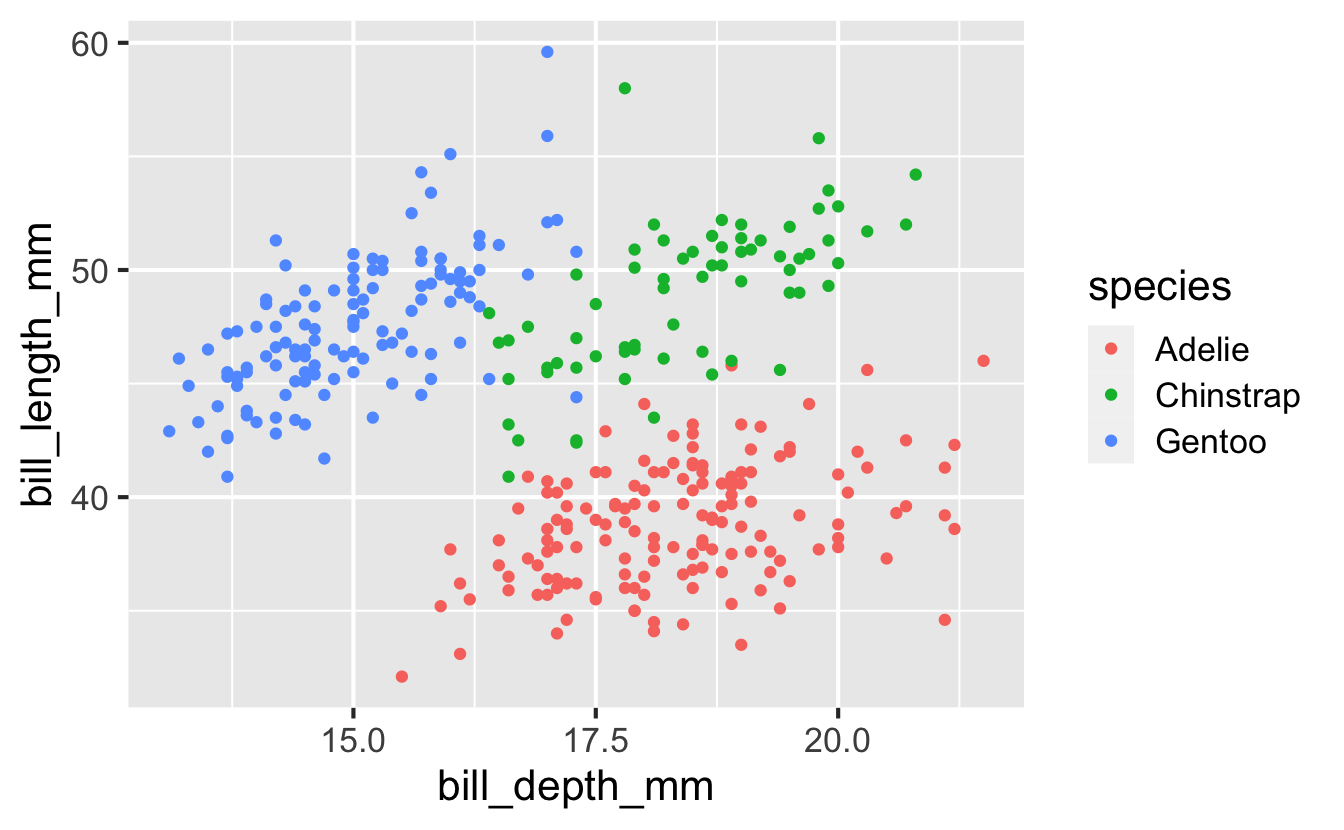 60
50
40
bill_length_mm
15.0 17.5 20.0
bill_depth_mm
species
Adelie
Chinstrap
Gentoo